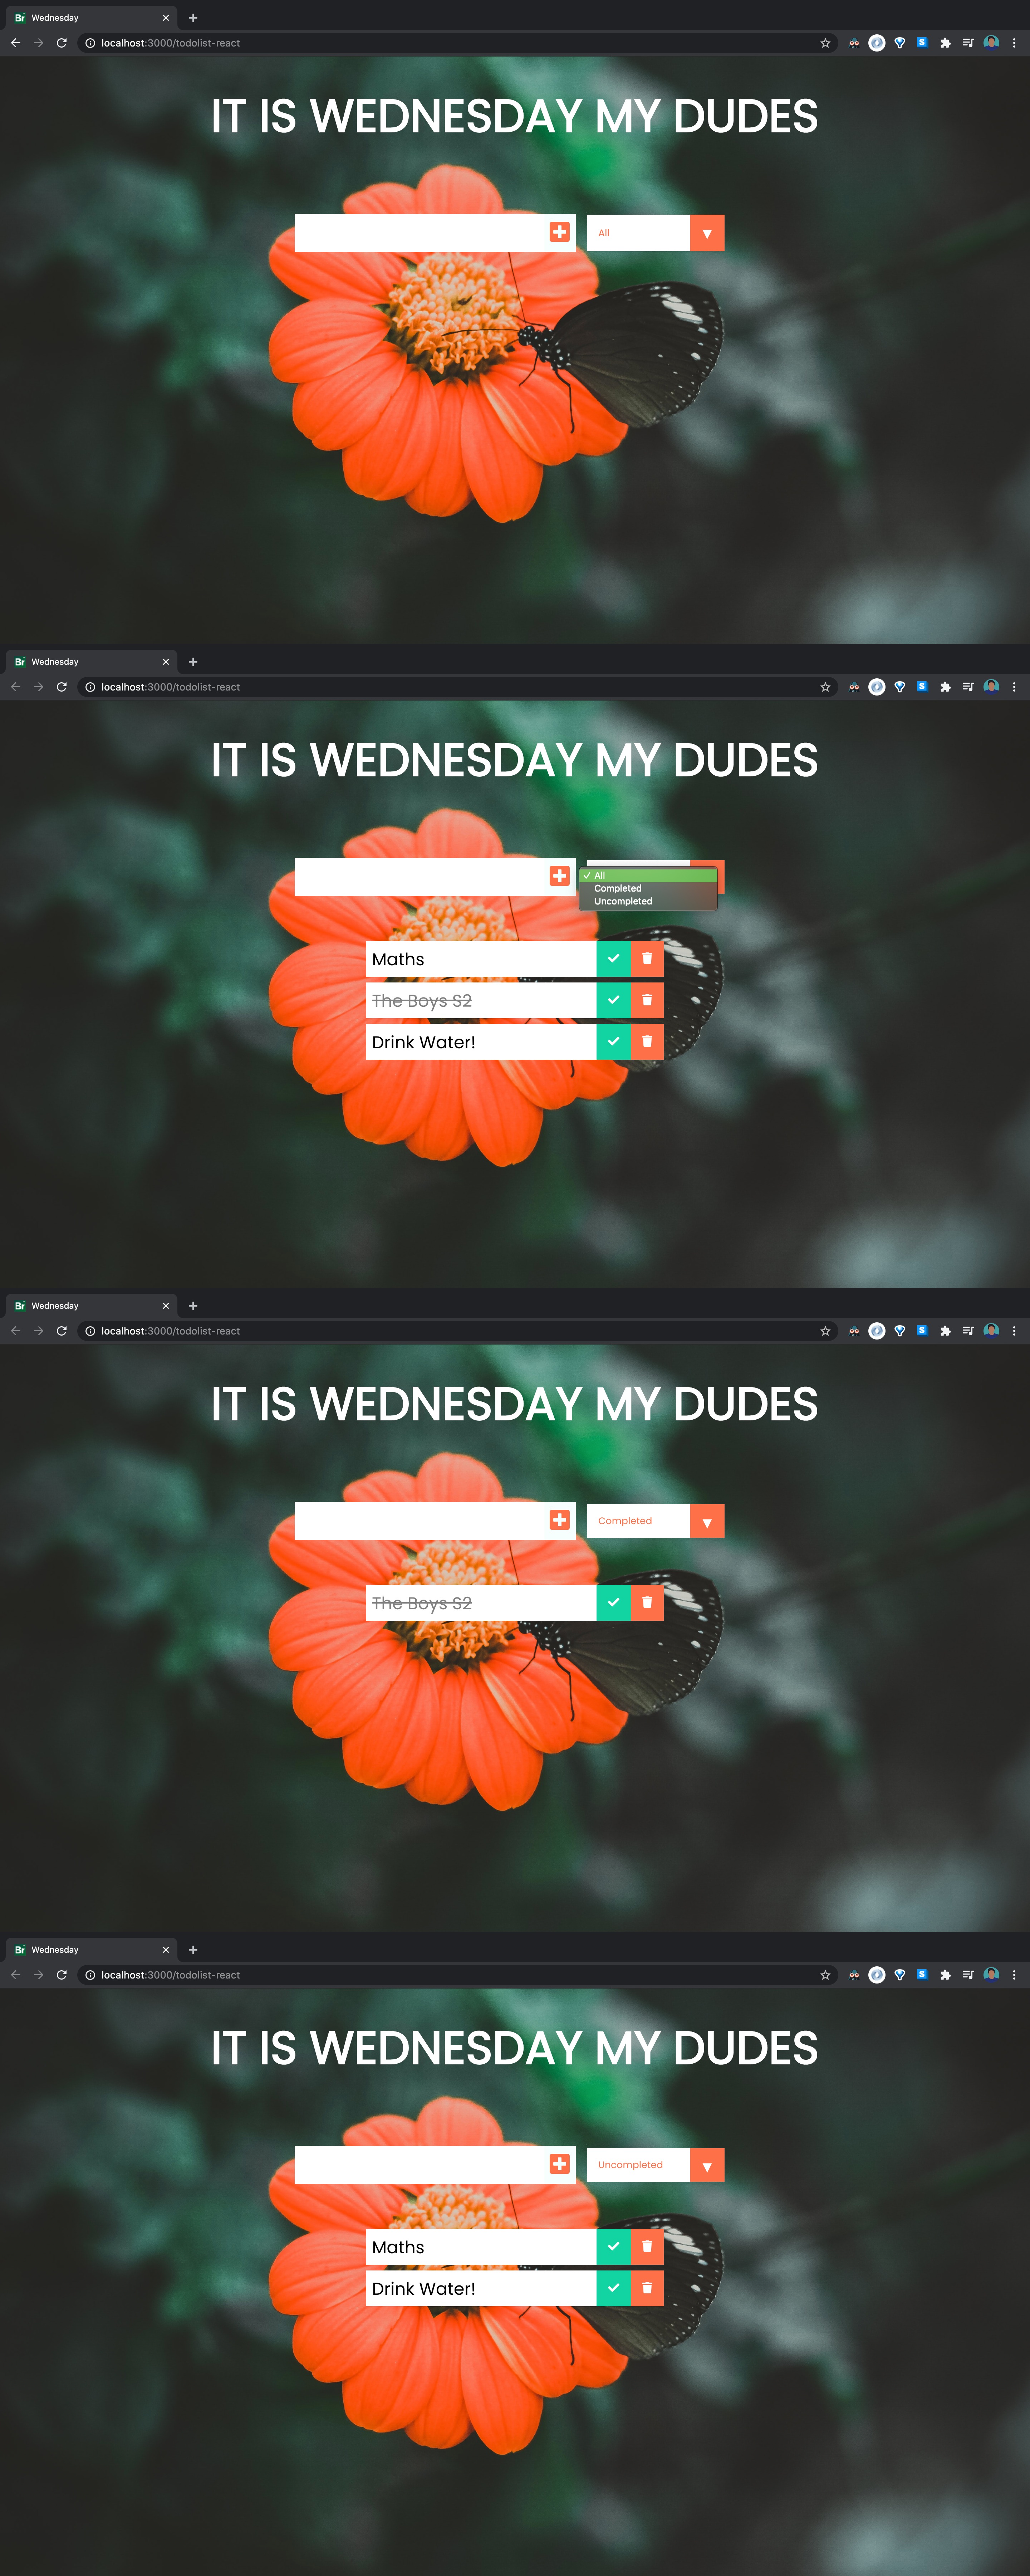 Br Wednesday
localhost:3000/todolist-react
IT IS WEDNESDAY MY DUDES
All
Br Wednesday
localhost:3000/todolist-react
IT IS WEDNESDAY MY DUDES
✓ All
Completed
Uncompleted
Maths
The Boys S2
Drink Water!
Br Wednesday
localhost:3000/todolist-react
IT IS WEDNESDAY MY DUDES
Completed
The Boys S2
Br Wednesday
localhost:3000/todolist-react
IT IS WEDNESDAY MY DUDES
Uncompleted
Maths
Drink Water!